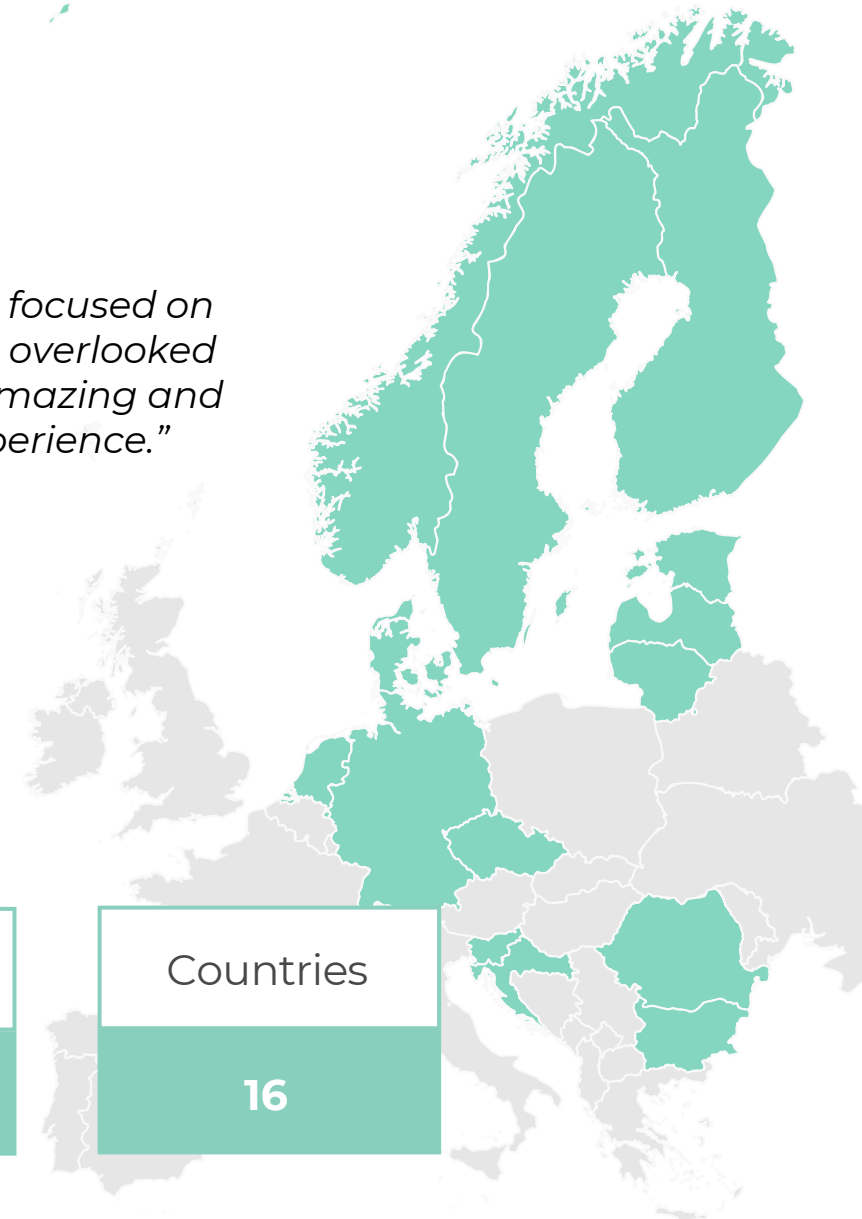 focused on
overlooked
mazing and
perience.”
Countries
16